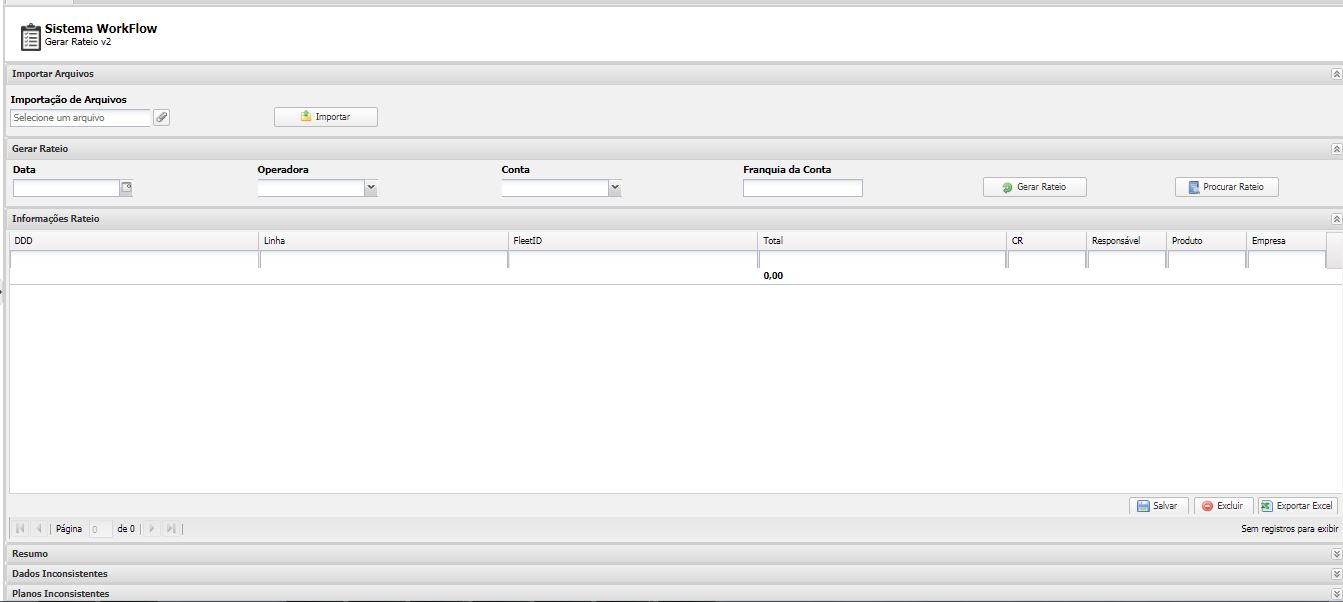 Sistema WorkFlow
Gerar Rateio v2
Importar Arquivos
Importação de Arquivos
Selecione um arquivo
Importar
Gerar Rateio
Data Operadora Conta Franquia da Conta
Gerar Rateio Procurar Rateio
Informações Rateio
DDD Linha FleetID Total CR Responsável Produto Empresa
0,00
Salvar Excluir Exportar Excel
Página 0 de 0 Sem registros para exibir
Resumo
Dados Inconsistentes
Planos Inconsistentes